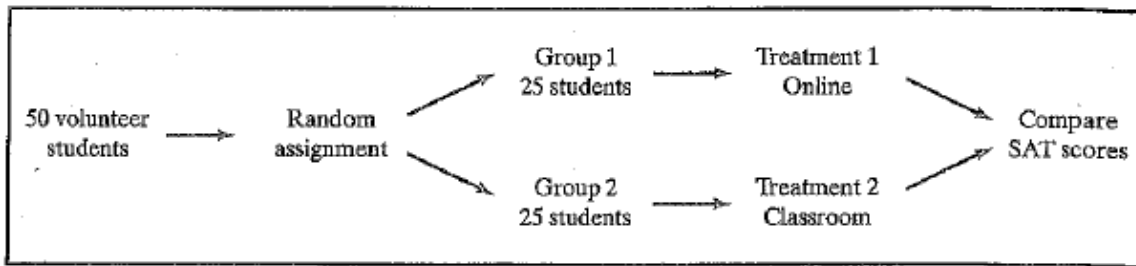 50 volunteer
students
Random
assignment
Group 1
25 students
Treatment 1
Online
Group 2
25 students
Treatment 2
Classroom
Compare
SAT scores